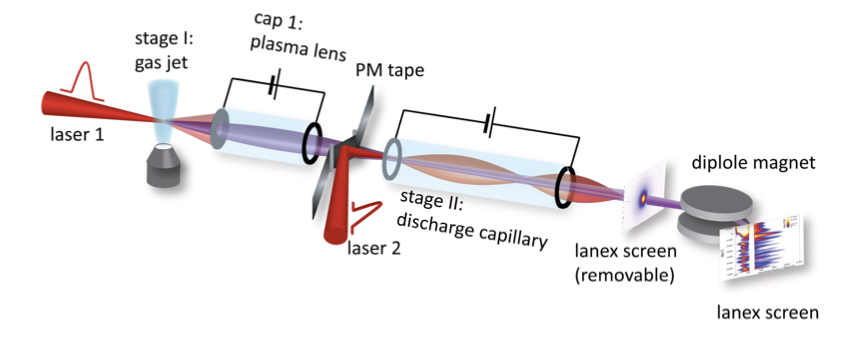 cap 1:
plasma lens
stage I:
gas jet
PM tape
laser 1
diplole magnet
stage II:
discharge capillary
laser 2
lanex screen
(removable)
lanex screen